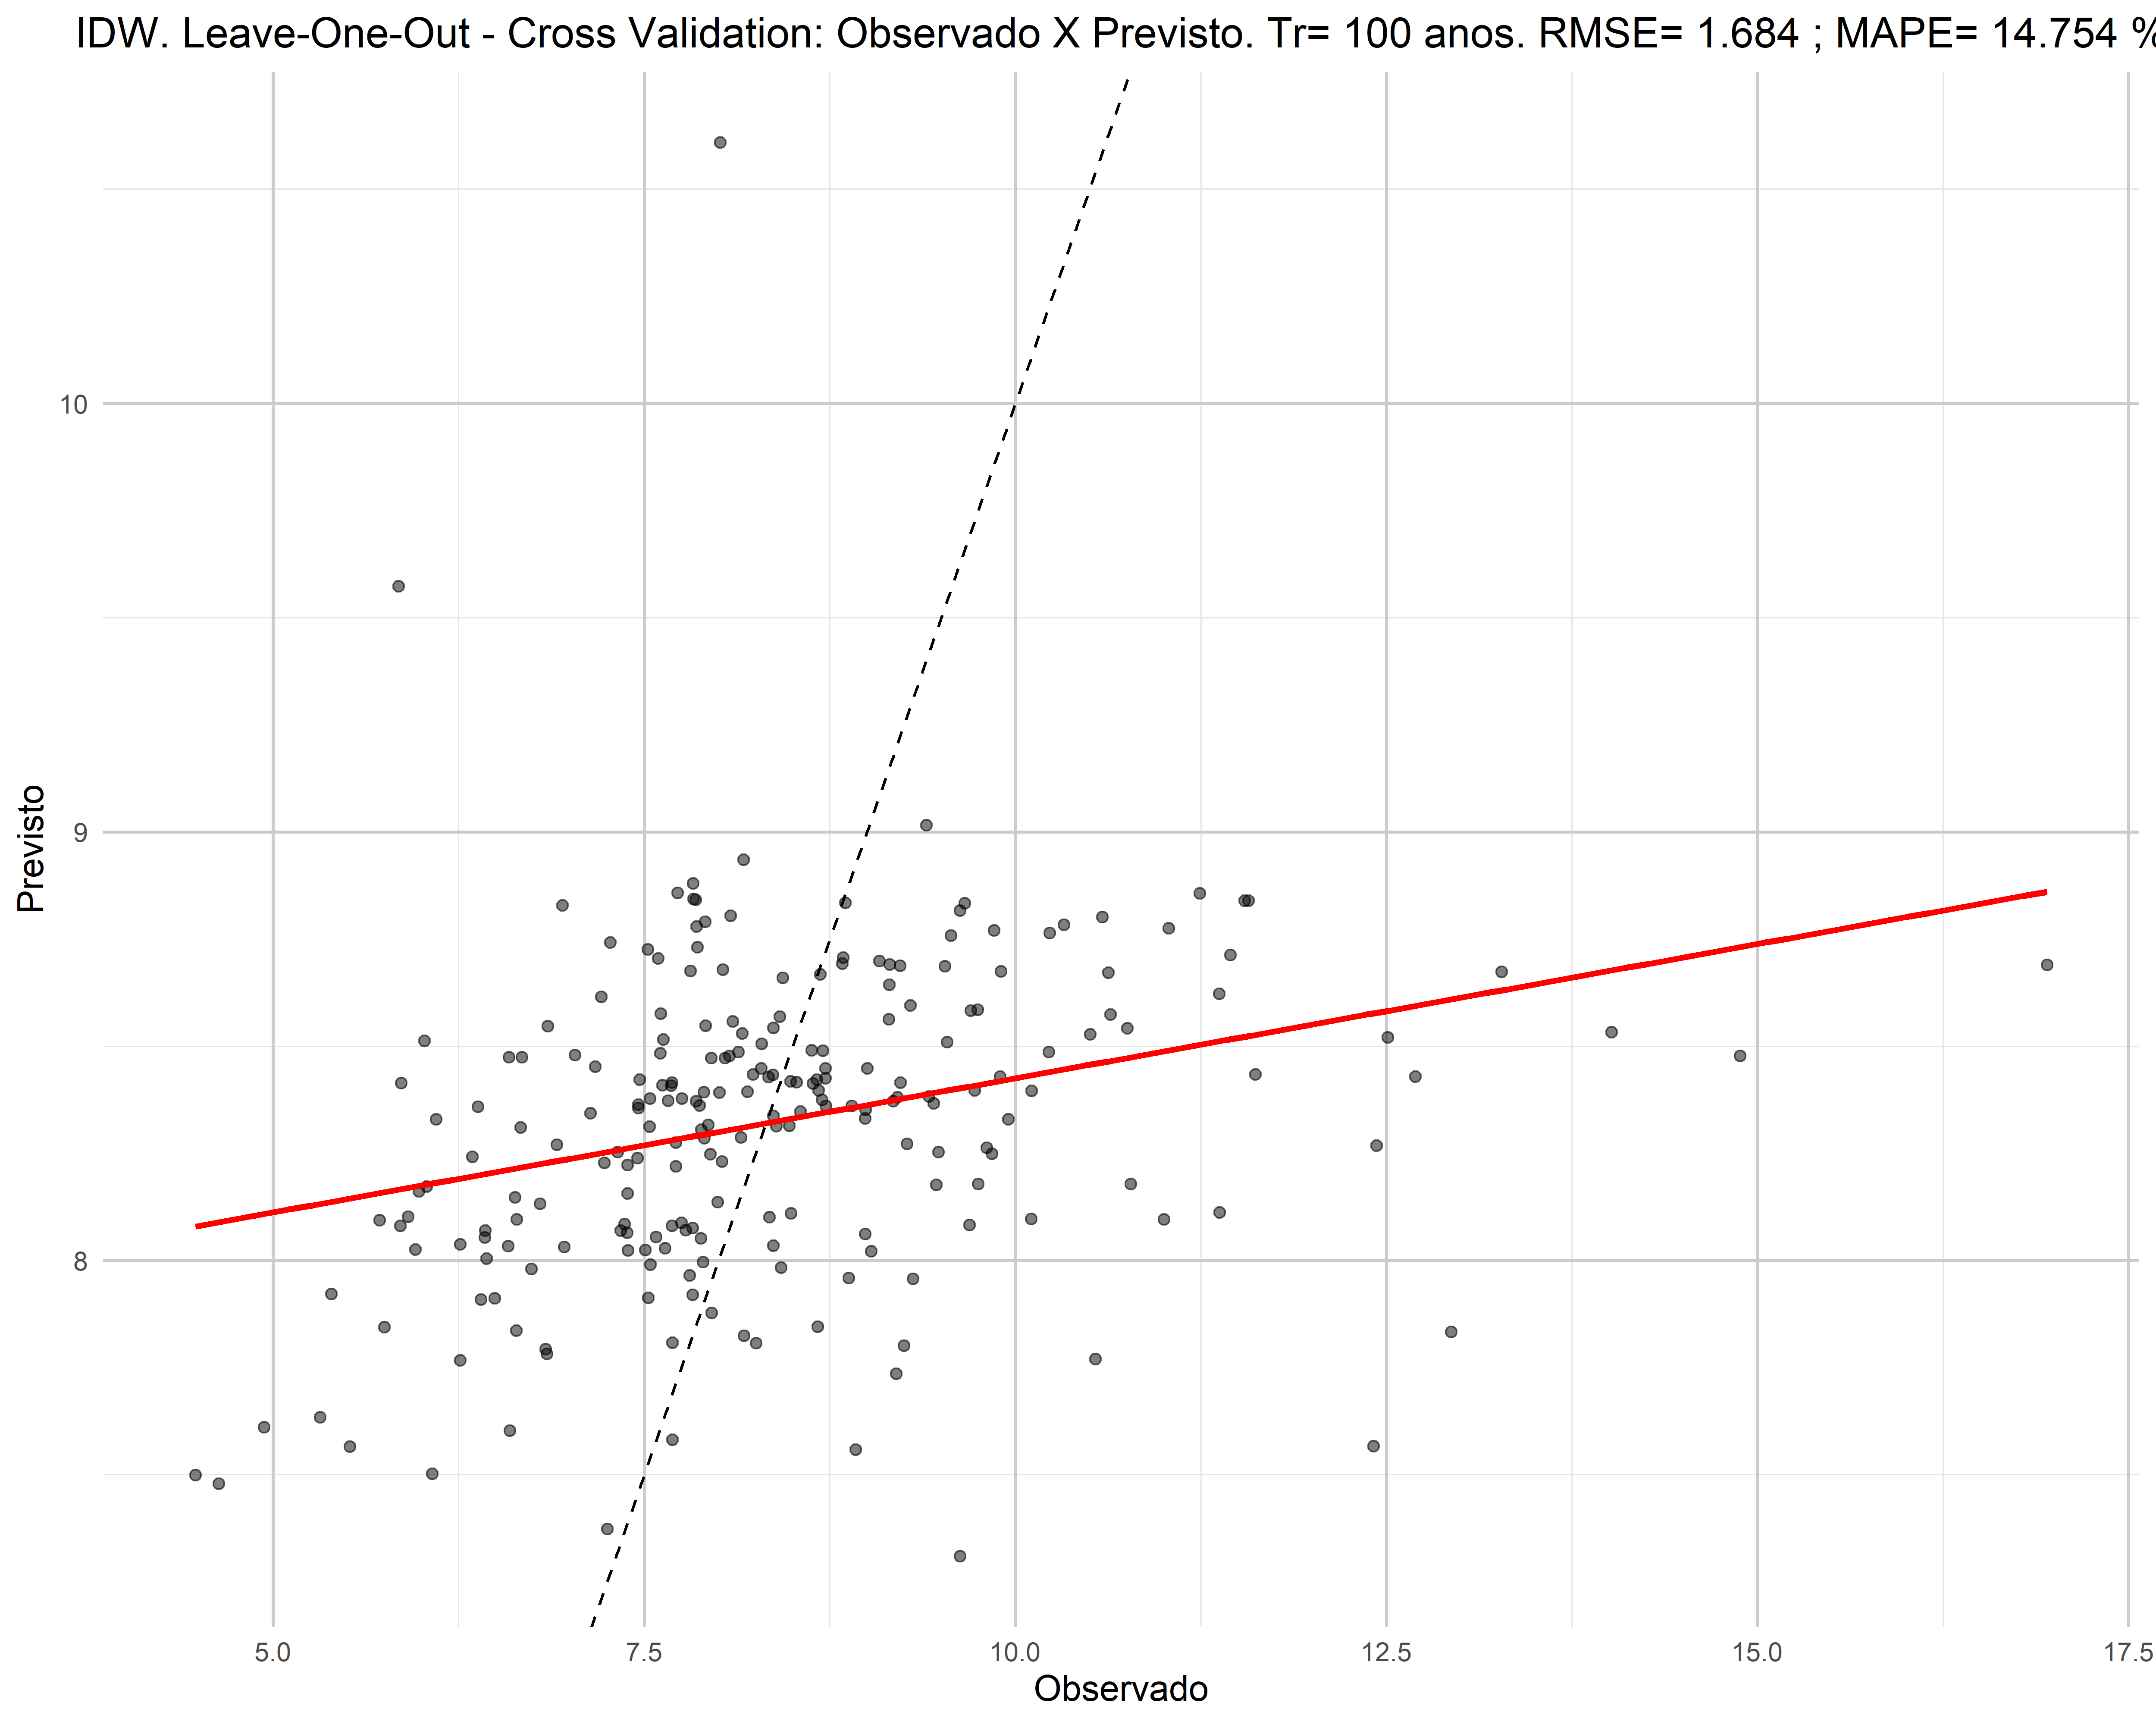 IDW. Leave-One-Out - Cross Validation: Observado X Previsto. Tr= 100 anos. RMSE= 1.684 ; MAPE= 14.754 %
10
9
8
Previsto
5.0 7.5 10.0 12.5 15.0 17.5
Observado